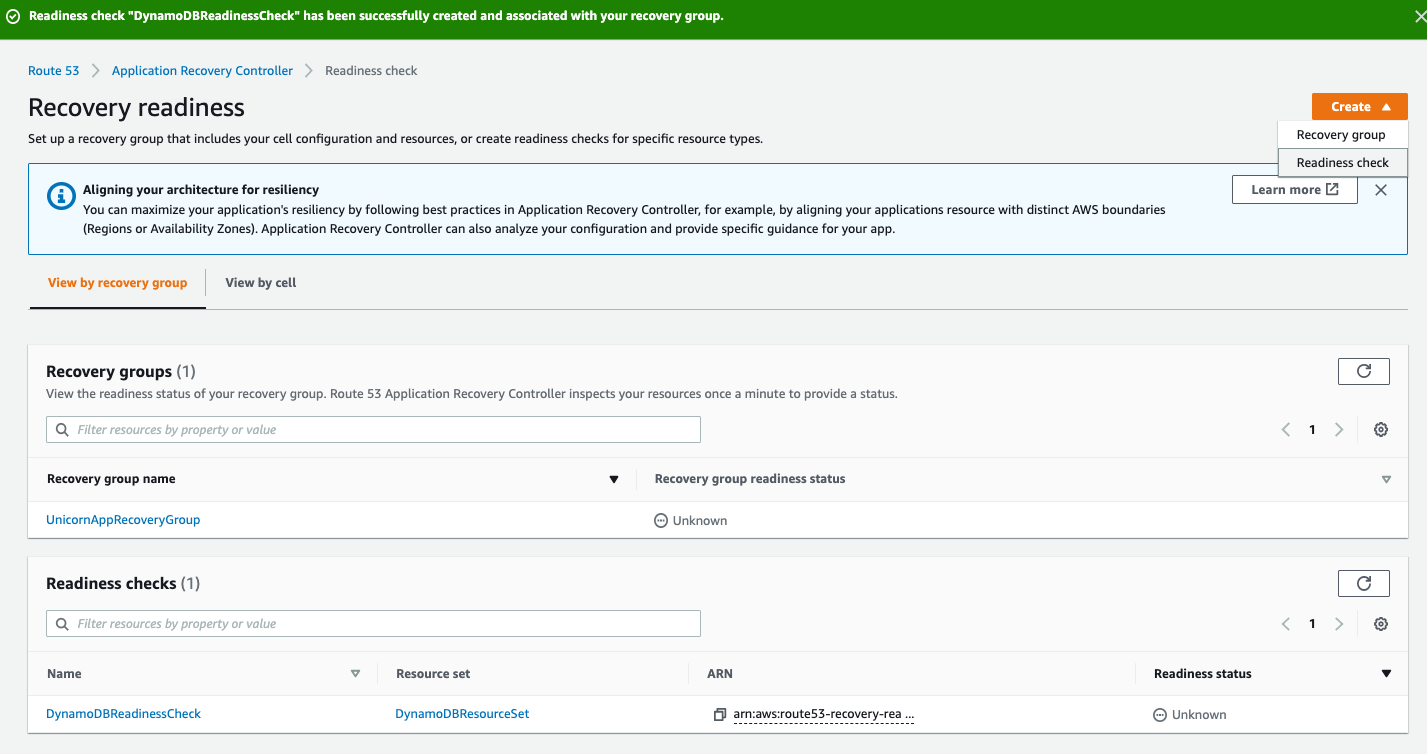 Readiness check "DynamoDBReadinessCheck" has been successfully created and associated with your recovery group.
Route 53 Application Recovery Controller Readiness check
Recovery readiness
Create
Set up a recovery group that includes your cell configuration and resources, or create readiness checks for specific resource types.
Recovery group
Readiness check
Aligning your architecture for resiliency
Learn more
You can maximize your application's resiliency by following best practices in Application Recovery Controller, for example, by aligning your applications resource with distinct AWS boundaries
(Regions or Availability Zones). Application Recovery Controller can also analyze your configuration and provide specific guidance for your app.
View by recovery group View by cell
Recovery groups (1)
View the readiness status of your recovery group. Route 53 Application Recovery Controller inspects your resources once a minute to provide a status.
Filter resources by property or value
1
Recovery group name Recovery group readiness status
UnicornAppRecoveryGroup Unknown
Readiness checks (1)
Filter resources by property or value
1
Name Resource set ARN Readiness status
DynamoDBReadinessCheck DynamoDBResourceSet arn:aws:route53-recovery-rea ... Unknown